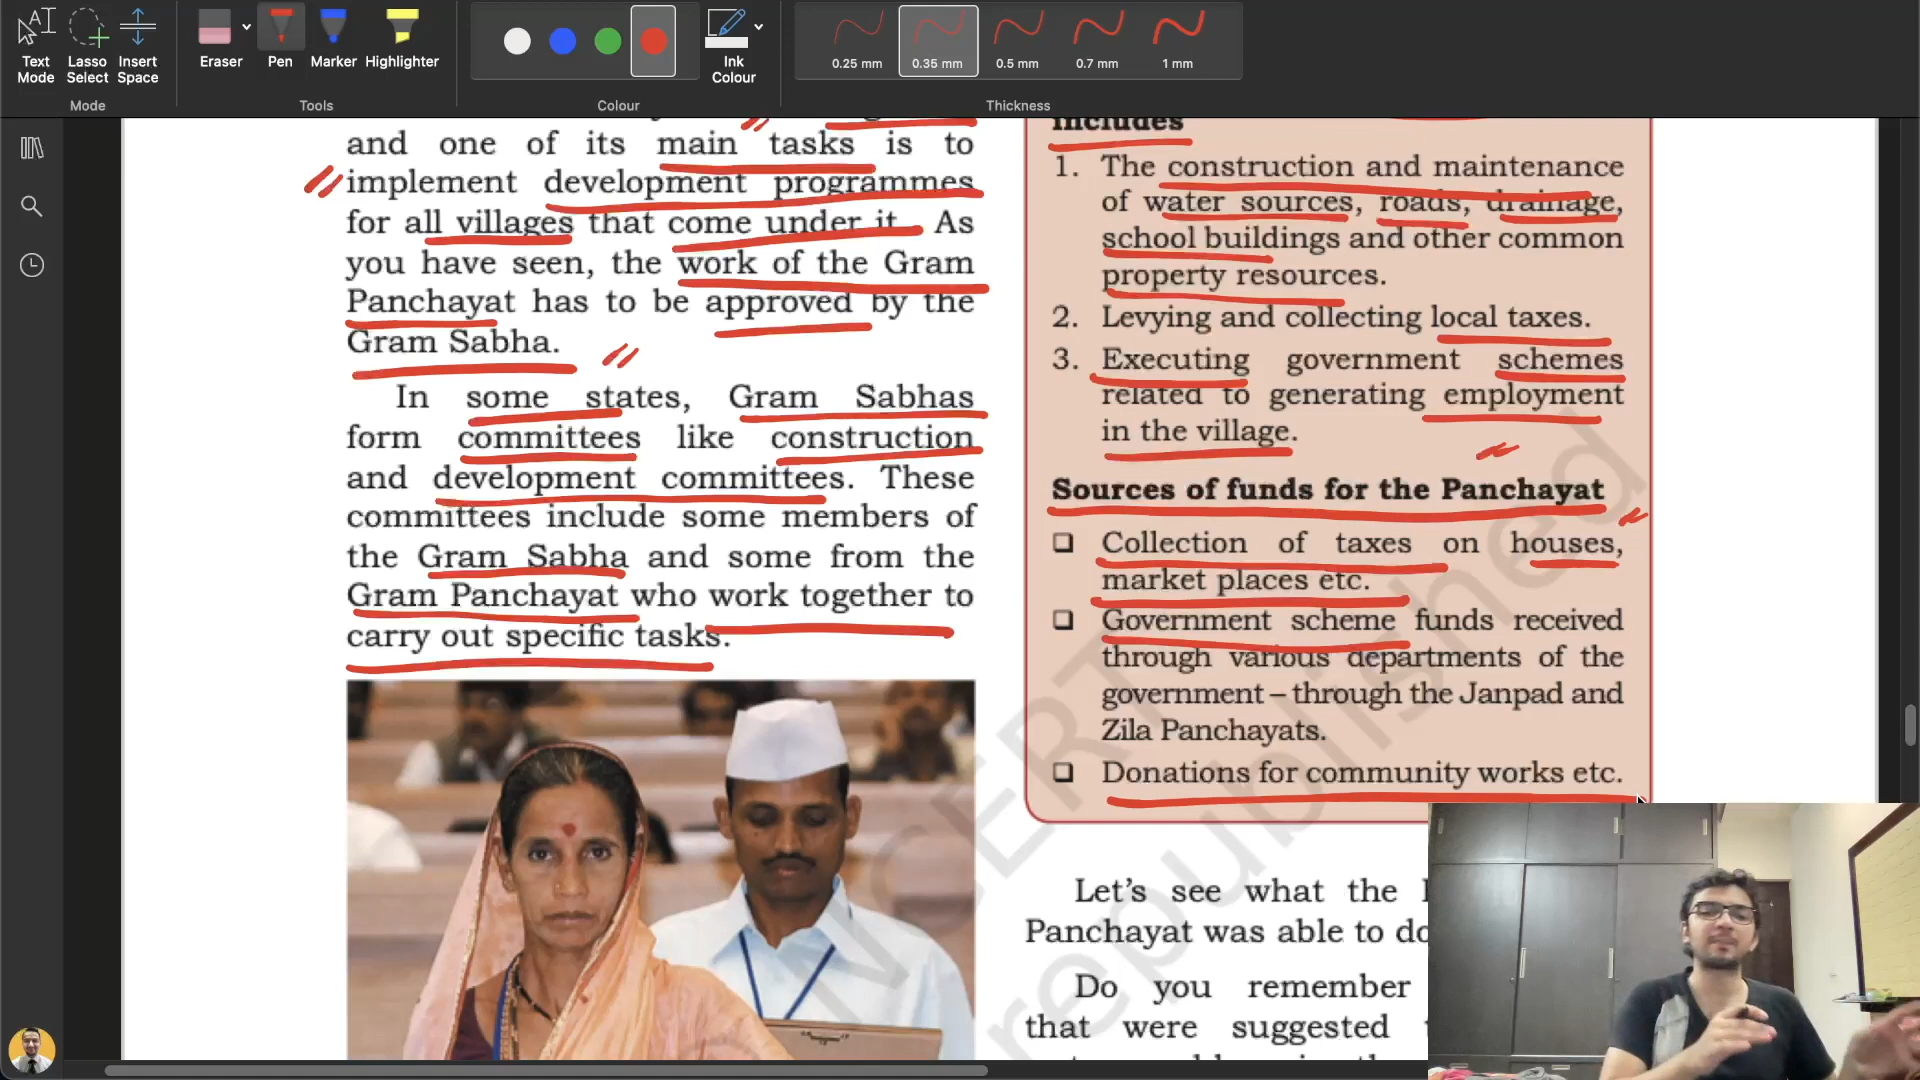 Text
Mode
Lasso
Select
Insert
Space
Mode
Eraser
Pen
Marker
Highlighter
Tools
Colour
Ink
Colour
0.25 mm
0.35 mm
0.5 mm
0.7 mm
1 mm
Thickness
and one of its main tasks is to
implement development programmes
for all villages that come under it. As
you have seen, the work of the Gram
Panchayat has to be approved by the
Gram Sabha.
In some states, Gram Sabhas
form committees like construction
and development committees. These
committees include some members of
the Gram Sabha and some from the
Gram Panchayat who work together to
carry out specific tasks.
includes
1. The construction and maintenance
of water sources, roads, drainage,
school buildings and other common
property resources.
2. Levying and collecting local taxes.
3. Executing government schemes
related to generating employment
in the village.
Sources of funds for the Panchayat
❑ Collection of taxes on houses,
market places etc.
❑ Government scheme funds received
through various departments of the
government – through the Janpad and
Zila Panchayats.
❑ Donations for community works etc.
Let's see what the
Panchayat was able to do
Do you remember
that were suggested
NCERT
republished